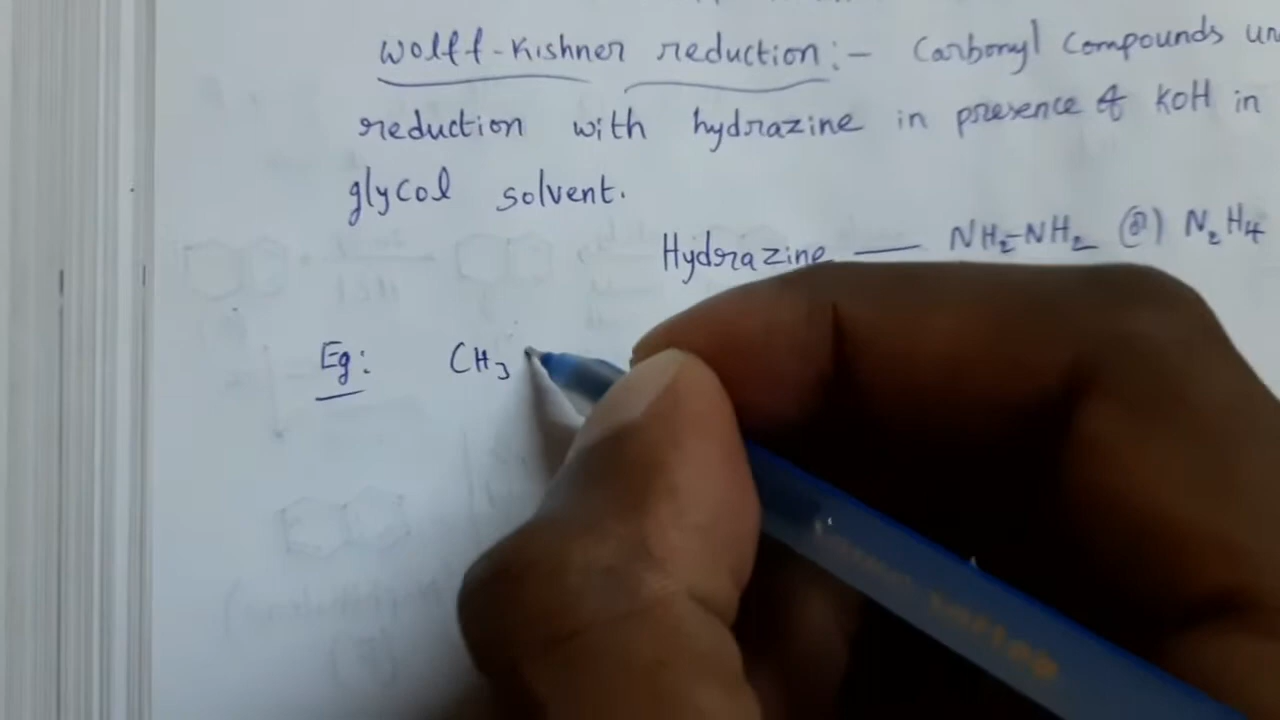 Wolff-Kishner reduction:- Carbonyl Compounds un
reduction with hydrazine in presence of KOH in
glycol solvent.
Hydrazine — NH₂-NH₂ @) N₂H₄
Eg: CH₃